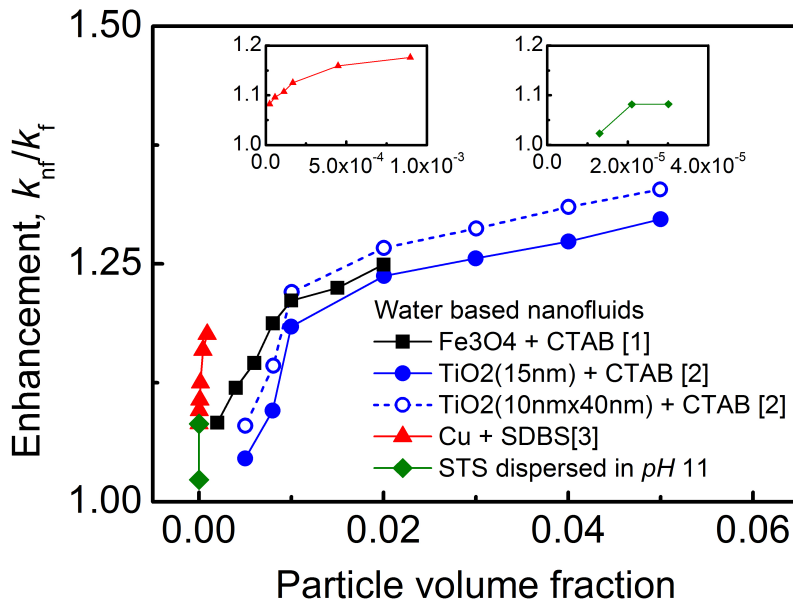 1.50
1.25
1.00
Enhancement, knf/kf
1.2
1.1
1.0
0.0 5.0x10-4 1.0x10-3
1.2
1.1
1.0
0.0 2.0x10-5 4.0x10-5
Water based nanofluids
Fe3O4 + CTAB [1]
TiO2(15nm) + CTAB [2]
TiO2(10nmx40nm) + CTAB [2]
Cu + SDBS[3]
STS dispersed in pH 11
0.00 0.02 0.04 0.06
Particle volume fraction